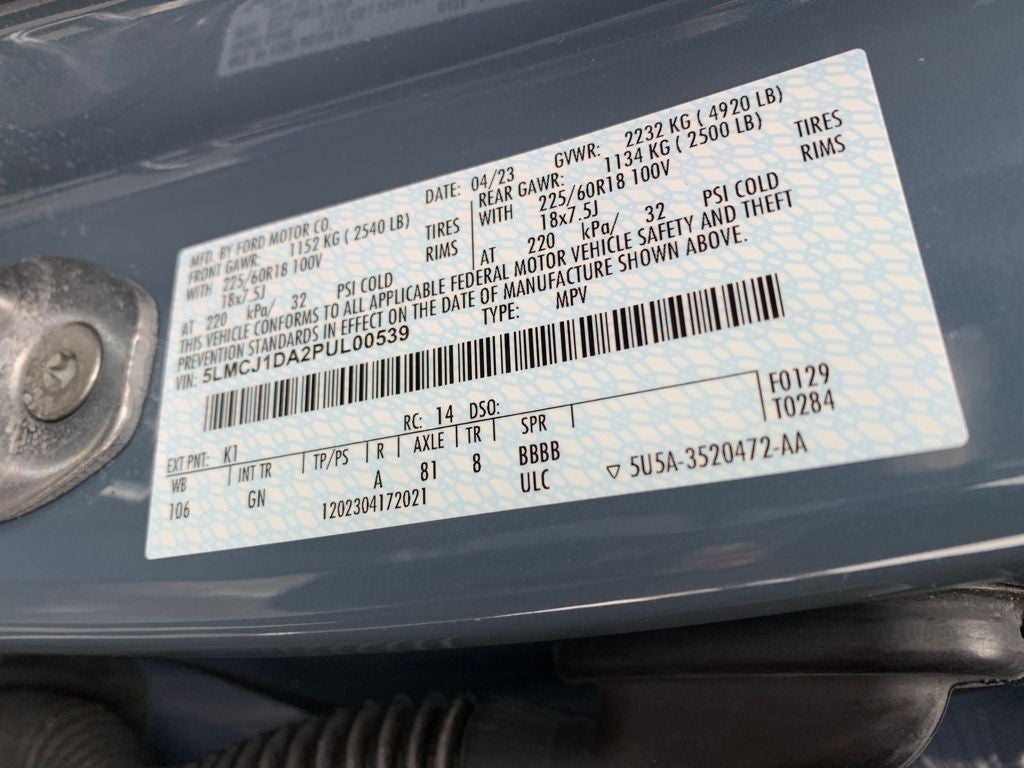 MFD. BY FORD MOTOR CO.
DATE: 04/23
GVWR: 2232 KG ( 4920 LB)
FRONT GAWR: 1152 KG ( 2540 LB)
REAR GAWR: 1134 KG ( 2500 LB)
WITH 225/60R18 100V TIRES
WITH 225/60R18 100V TIRES
18x7.5J RIMS
18x7.5J RIMS
AT 220 kPa/ 32 PSI COLD
AT 220 kPa/ 32 PSI COLD
THIS VEHICLE CONFORMS TO ALL APPLICABLE FEDERAL MOTOR VEHICLE SAFETY AND THEFT
PREVENTION STANDARDS IN EFFECT ON THE DATE OF MANUFACTURE SHOWN ABOVE.
VIN: 5LMCJ1DA2PUL00539
TYPE: MPV
EXT PNT: K1 RC: 14 DSO:
F0129
T0284
WB INT TR TP/PS R AXLE TR SPR
106 GN A 81 8 BBBB
1202304172021 ULC ▽ 5U5A-3520472-AA